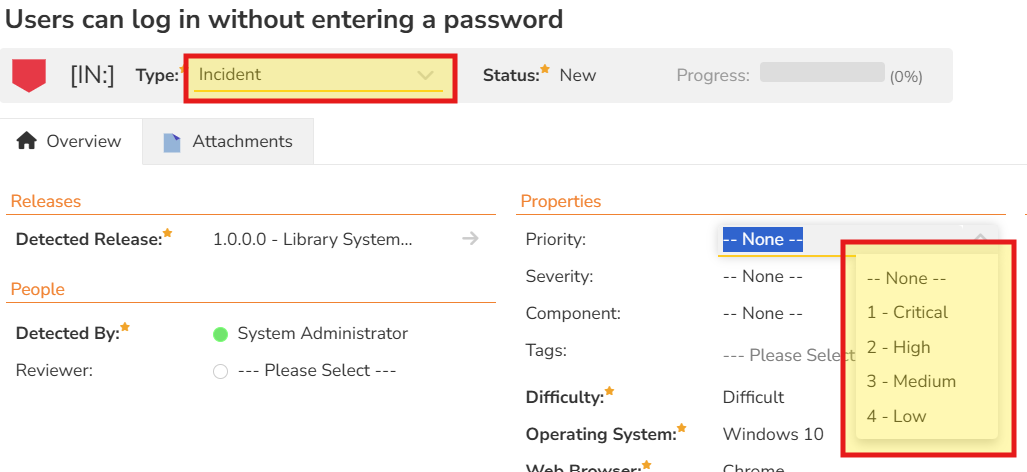 Users can log in without entering a password
[IN:] Type: Incident Status: New Progress: (0%)
Overview Attachments
Releases
Detected Release: 1.0.0.0 - Library System...
People
Detected By: System Administrator
Reviewer: --- Please Select ---
Properties
Priority: -- None --
Severity: -- None --
Component: -- None --
Tags: --- Please Select
Difficulty: Difficult
Operating System: Windows 10
Web Browser: Chrome
-- None --
1 - Critical
2 - High
3 - Medium
4 - Low